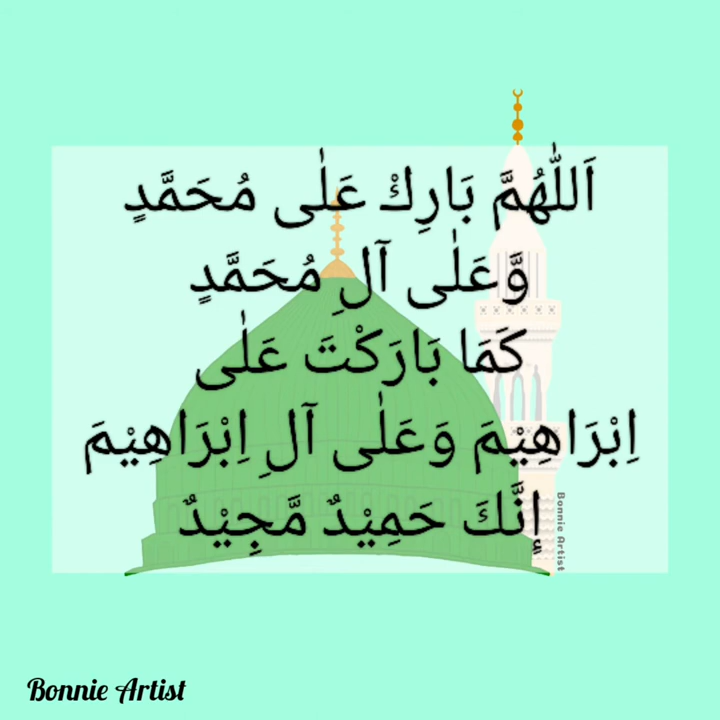 اَللّٰهُمَّ بَارِكْ عَلٰى مُحَمَّدٍ
وَّعَلٰى آلِ مُحَمَّدٍ
كَمَا بَارَكْتَ عَلٰى
اِبْرَاهِيْمَ وَعَلٰى آلِ اِبْرَاهِيْمَ
إِنَّكَ حَمِيْدٌ مَّجِيْدٌ
Bonnie Artist
Bonnie Artist